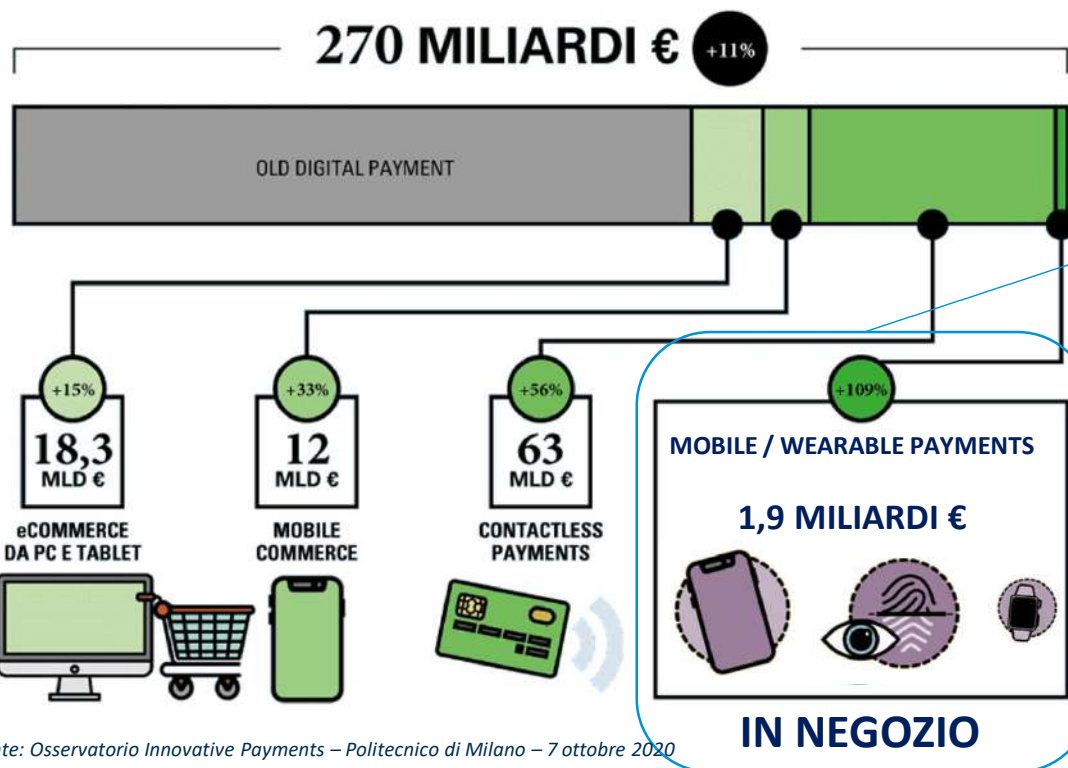 270 MILIARDI € +11%
OLD DIGITAL PAYMENT
+15%
18,3
MLD €
eCOMMERCE
DA PC E TABLET
+33%
12
MLD €
MOBILE
COMMERCE
+56%
63
MLD €
CONTACTLESS
PAYMENTS
+109%
MOBILE / WEARABLE PAYMENTS
1,9 MILIARDI €
IN NEGOZIO
nte: Osservatorio Innovative Payments – Politecnico di Milano – 7 ottobre 2020